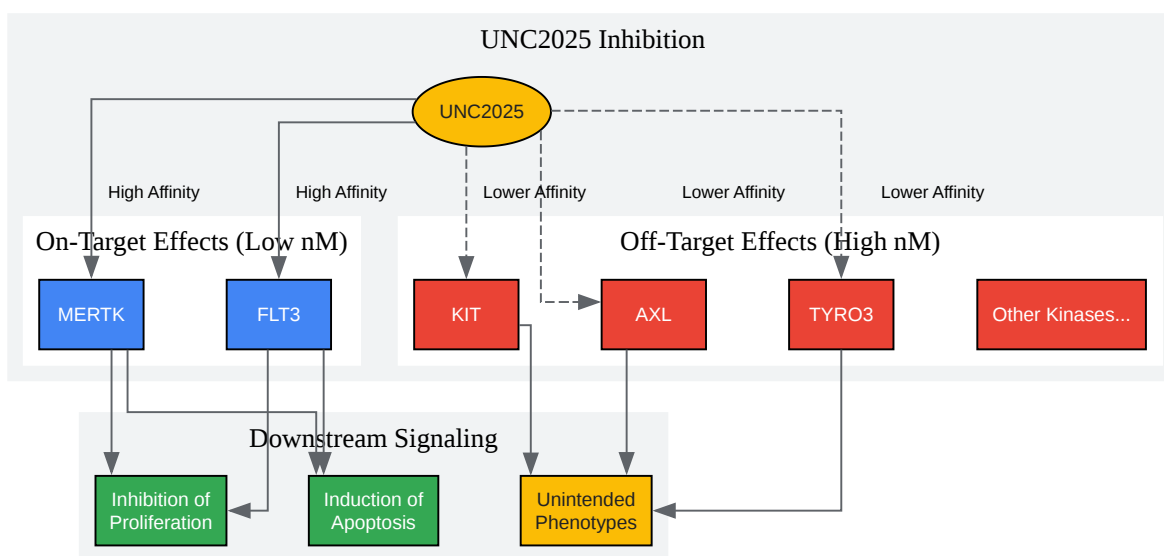 UNC2025 Inhibition
UNC2025
High Affinity
High Affinity
Lower Affinity
Lower Affinity
Lower Affinity
On-Target Effects (Low nM)
Off-Target Effects (High nM)
MERTK
FLT3
KIT
AXL
TYRO3
Other Kinases...
Downstream Signaling
Inhibition of
Proliferation
Induction of
Apoptosis
Unintended
Phenotypes